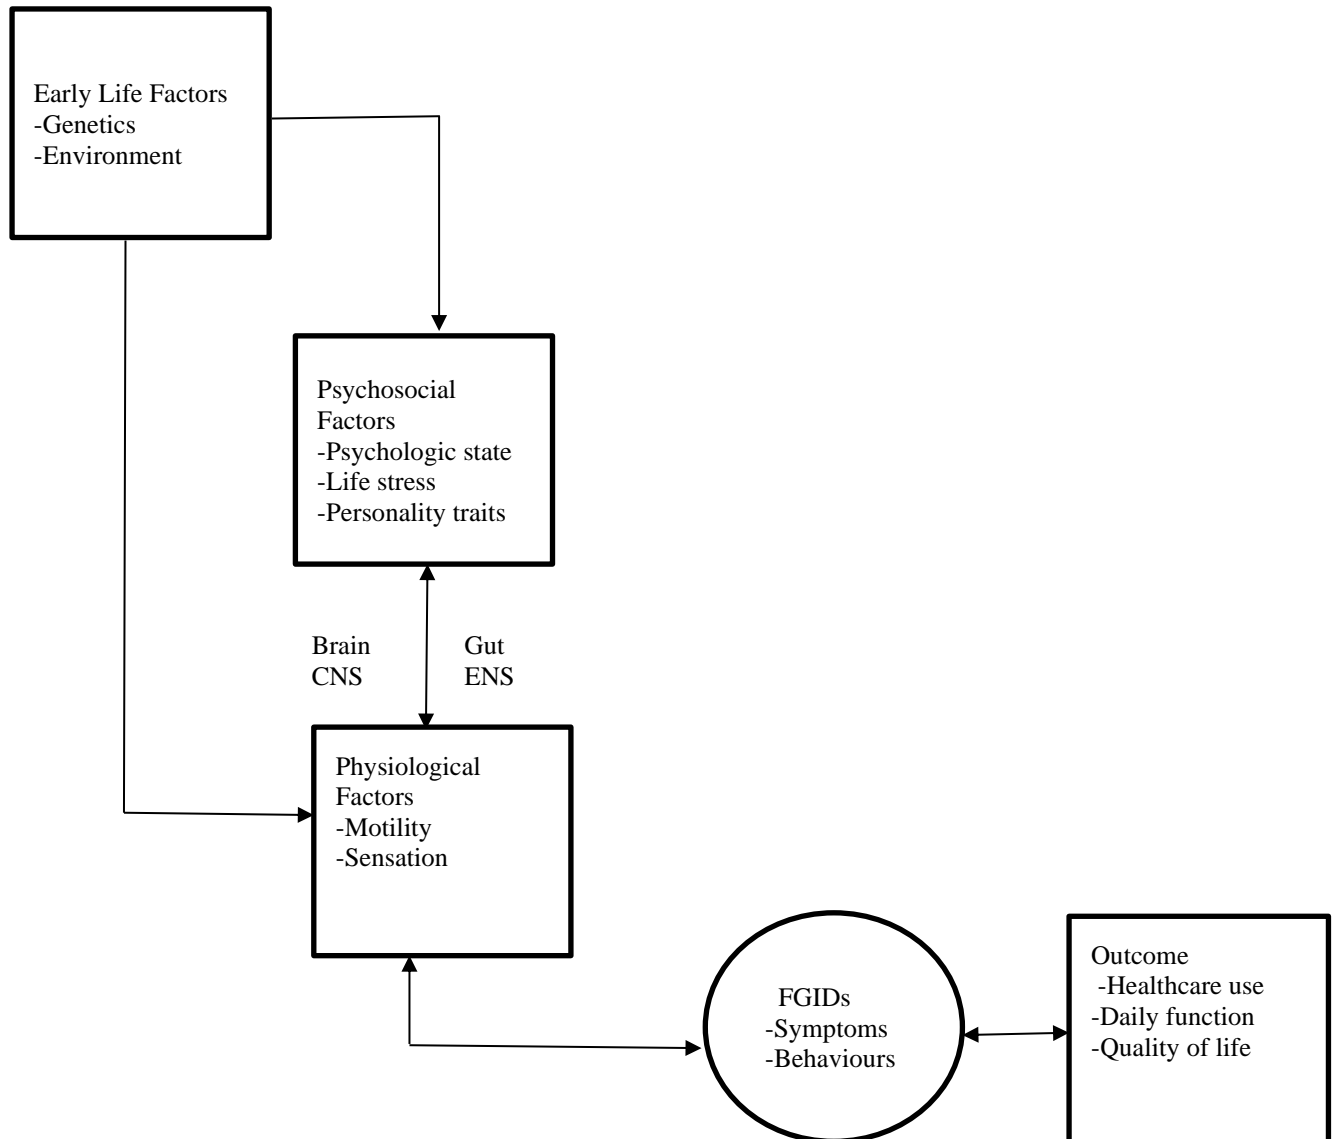 Early Life Factors
-Genetics
-Environment
Psychosocial
Factors
-Psychologic state
-Life stress
-Personality traits
Brain
CNS
Gut
ENS
Physiological
Factors
-Motility
-Sensation
FGIDs
-Symptoms
-Behaviours
Outcome
-Healthcare use
-Daily function
-Quality of life